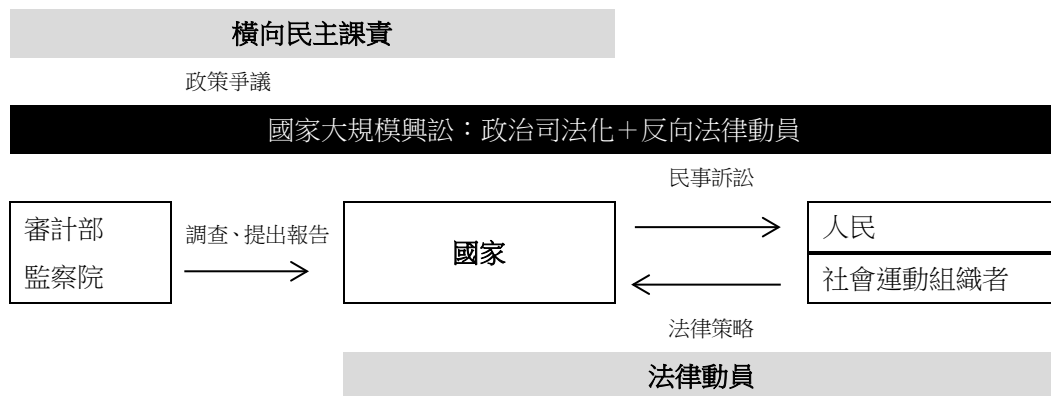 橫向民主課責
政策爭議
國家大規模興訟：政治司法化＋反向法律動員
民事訴訟
審計部
監察院
調查、提出報告
國家
人民
社會運動組織者
法律策略
法律動員